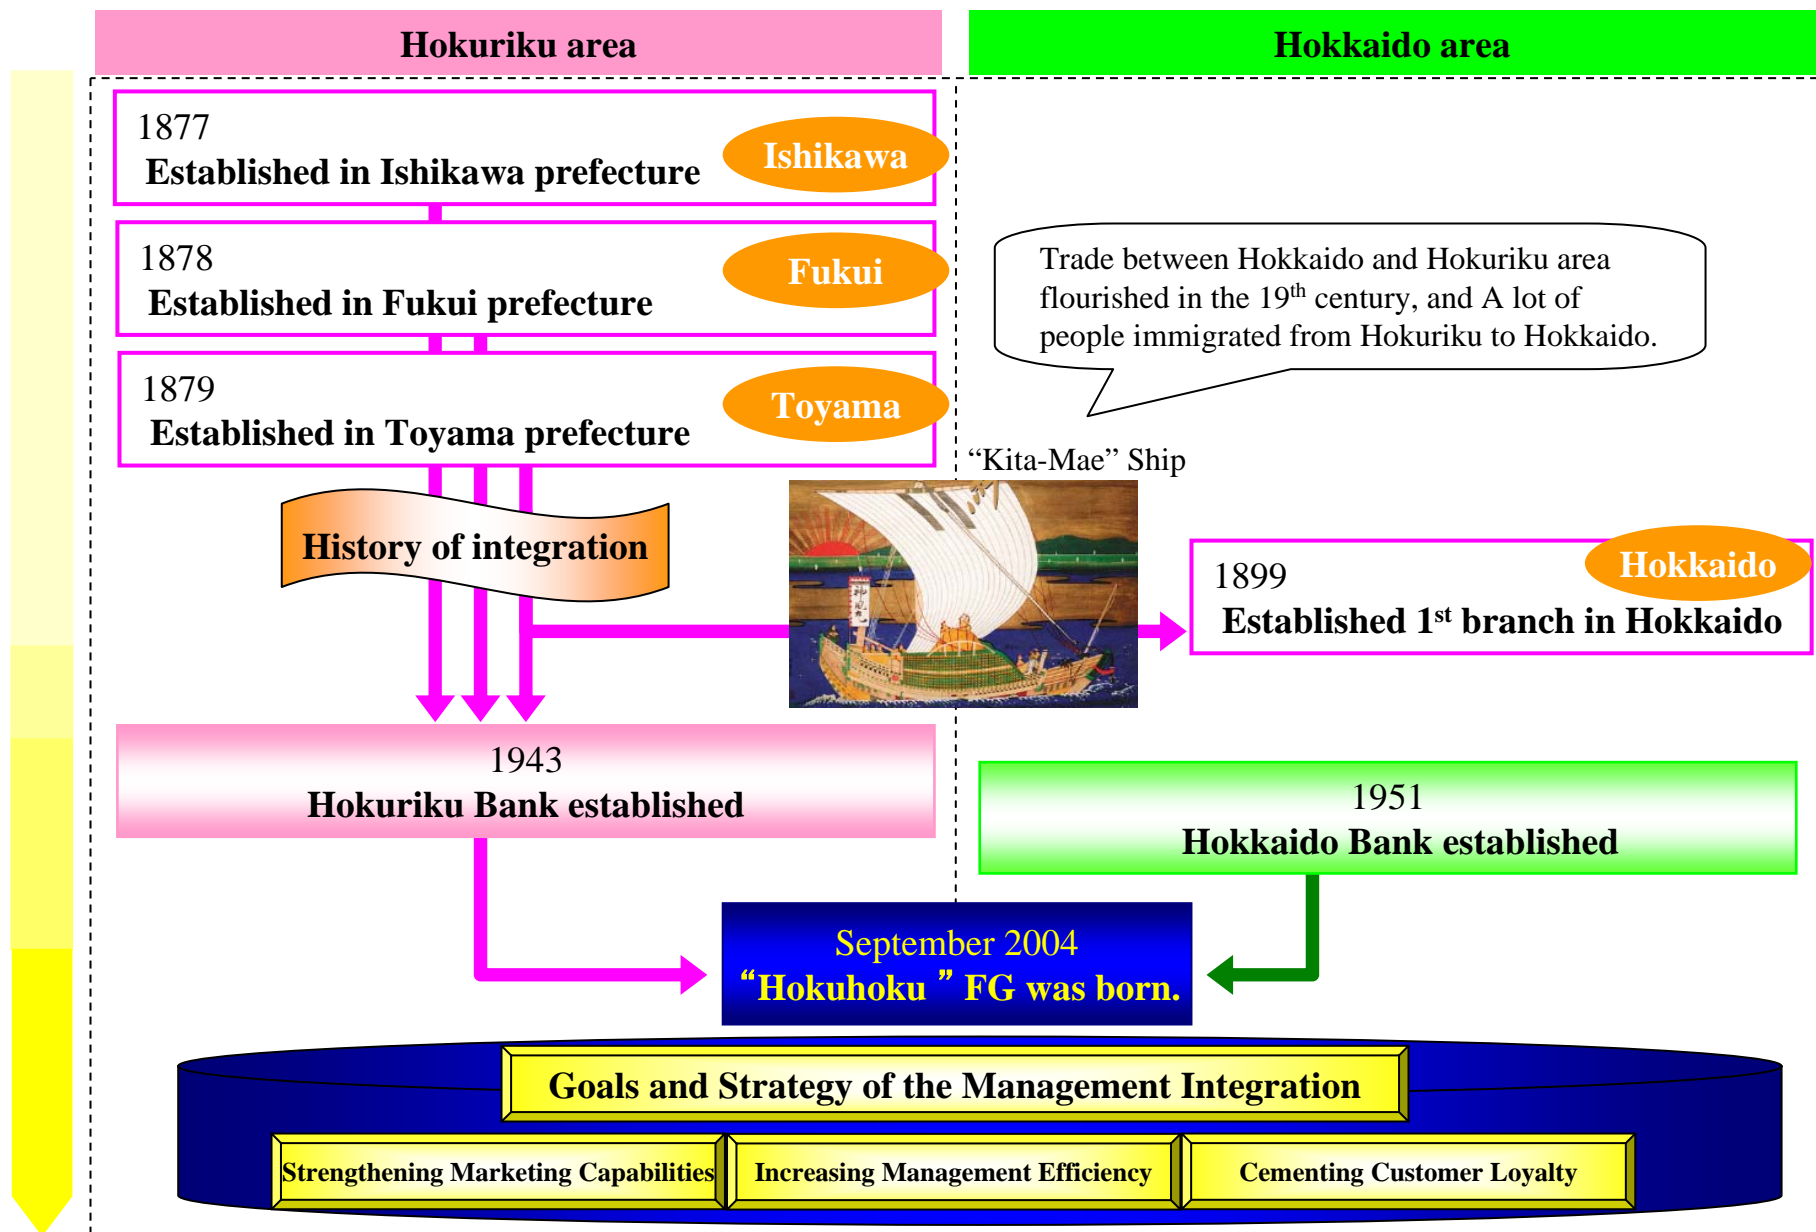 Hokuriku area
Hokkaido area
1877
Established in Ishikawa prefecture
Ishikawa
1878
Established in Fukui prefecture
Fukui
1879
Established in Toyama prefecture
Toyama
Trade between Hokkaido and Hokuriku area
flourished in the 19th century, and A lot of
people immigrated from Hokuriku to Hokkaido.
“Kita-Mae” Ship
History of integration
Hokkaido
1899
Established 1st branch in Hokkaido
1943
Hokuriku Bank established
1951
Hokkaido Bank established
September 2004
“Hokuhoku ” FG was born.
Goals and Strategy of the Management Integration
Strengthening Marketing Capabilities
Increasing Management Efficiency
Cementing Customer Loyalty